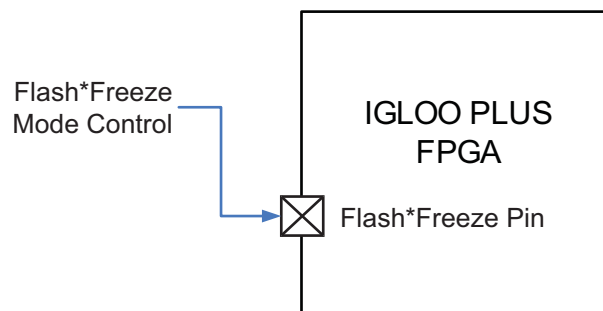 Flash*Freeze
Mode Control
IGLOO PLUS
FPGA
Flash*Freeze Pin